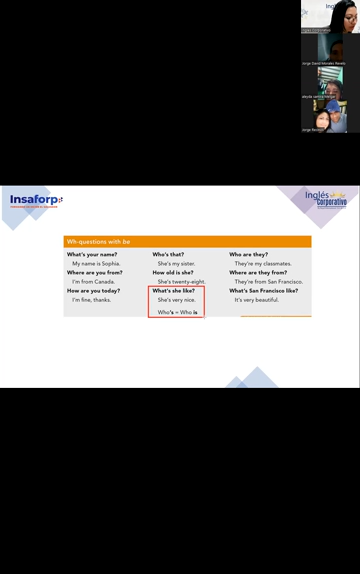 Insaforp
Inglés
Corporativo
Wh-questions with be
What's your name?
My name is Sophia.
Where are you from?
I'm from Canada.
How are you today?
I'm fine, thanks.
Who's that?
She's my sister.
How old is she?
She's twenty-eight.
What's she like?
She's very nice.
Who's = Who is
Who are they?
They're my classmates.
Where are they from?
They're from San Francisco.
What's San Francisco like?
It's very beautiful.